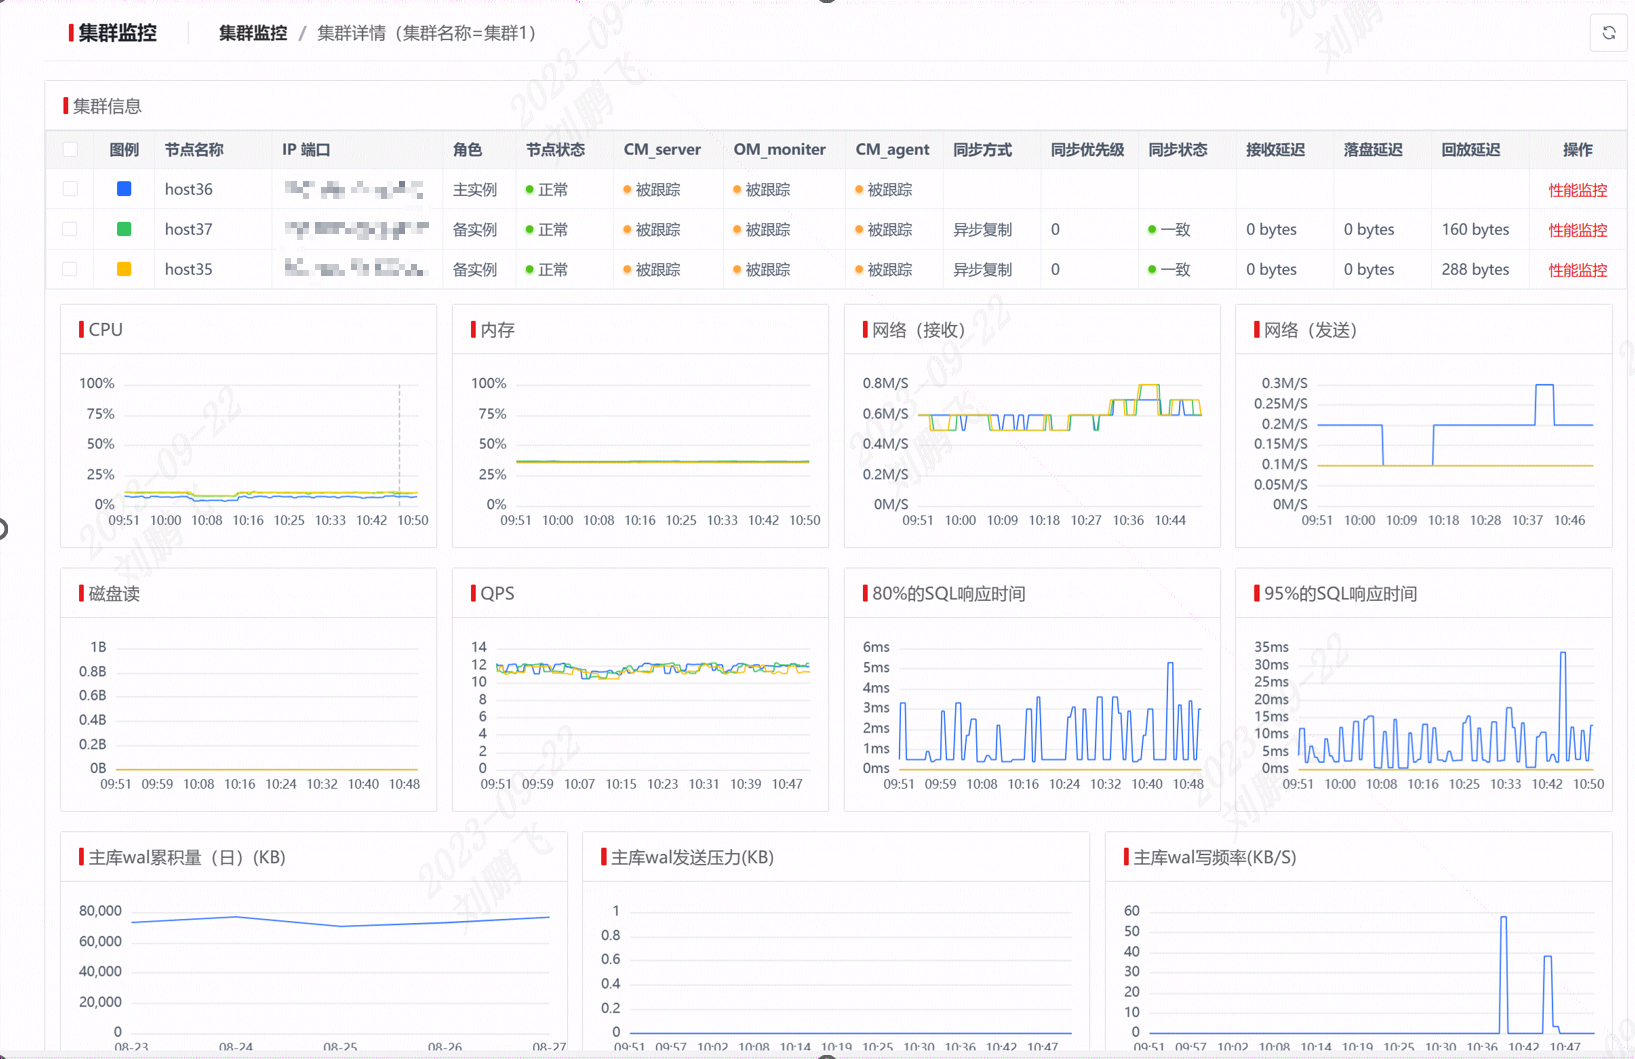 集群监控 集群监控 / 集群详情（集群名称=集群1）
集群信息
图例 节点名称 IP 端口 角色 节点状态 CM_server OM_moniter CM_agent 同步方式 同步优先级 同步状态 接收延迟 落盘延迟 回放延迟 操作
host36 主实例 正常 被跟踪 被跟踪 被跟踪 性能监控
host37 备实例 正常 被跟踪 被跟踪 被跟踪 异步复制 0 一致 0 bytes 0 bytes 160 bytes 性能监控
host35 备实例 正常 被跟踪 被跟踪 被跟踪 异步复制 0 一致 0 bytes 0 bytes 288 bytes 性能监控
CPU
100%
75%
50%
25%
0%
09:51 10:00 10:08 10:16 10:25 10:33 10:42 10:50
内存
100%
75%
50%
25%
0%
09:51 10:00 10:08 10:16 10:25 10:33 10:42 10:50
网络（接收）
0.8M/S
0.6M/S
0.4M/S
0.2M/S
0M/S
09:51 10:00 10:09 10:18 10:27 10:36 10:44
网络（发送）
0.3M/S
0.25M/S
0.2M/S
0.15M/S
0.1M/S
0.05M/S
0M/S
09:51 10:00 10:09 10:18 10:28 10:37 10:46
磁盘读
1B
0.8B
0.6B
0.4B
0.2B
0B
09:51 09:59 10:08 10:16 10:24 10:32 10:40 10:48
QPS
14
12
10
8
6
4
2
0
09:51 09:59 10:07 10:15 10:23 10:31 10:39 10:47
80%的SQL响应时间
6ms
5ms
4ms
3ms
2ms
1ms
0ms
09:51 09:59 10:08 10:16 10:24 10:32 10:40 10:48
95%的SQL响应时间
35ms
30ms
25ms
20ms
15ms
10ms
5ms
0ms
09:51 10:00 10:08 10:16 10:25 10:33 10:42 10:50
主库wal累积量（日）(KB)
80,000
60,000
40,000
20,000
0
08-23 08-24 08-25 08-26 08-27
主库wal发送压力(KB)
1
0.8
0.6
0.4
0.2
0
09:51 09:57 10:02 10:08 10:14 10:19 10:25 10:30 10:36 10:42 10:47
主库wal写频率(KB/S)
60
50
40
30
20
10
0
09:51 09:57 10:02 10:08 10:14 10:19 10:25 10:30 10:36 10:42 10:47
2023-09-22
刘鹏飞